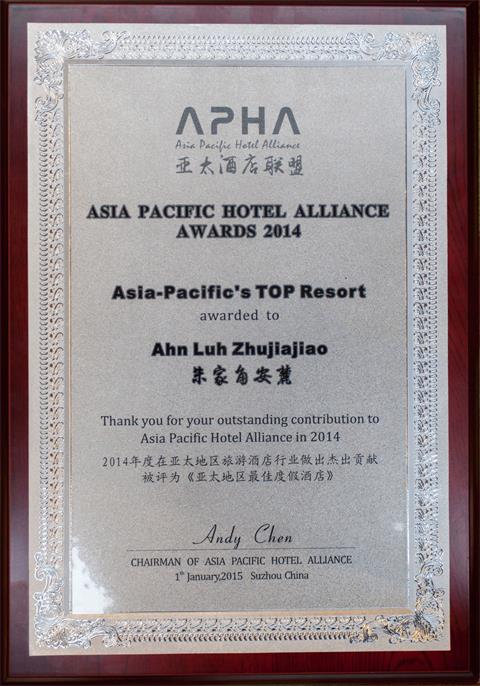 APHA
Asia Pacific Hotel Alliance
亚太酒店联盟
ASIA PACIFIC HOTEL ALLIANCE
AWARDS 2014
Asia-Pacific's TOP Resort
awarded to
Ahn Luh Zhujiajiao
朱家角安麓
Thank you for your outstanding contribution to
Asia Pacific Hotel Alliance in 2014
2014年度在亚太地区旅游酒店行业做出杰出贡献
被评为《亚太地区最佳度假酒店》
Andy Chen
CHAIRMAN OF ASIA PACIFIC HOTEL ALLIANCE
1st January,2015 Suzhou China